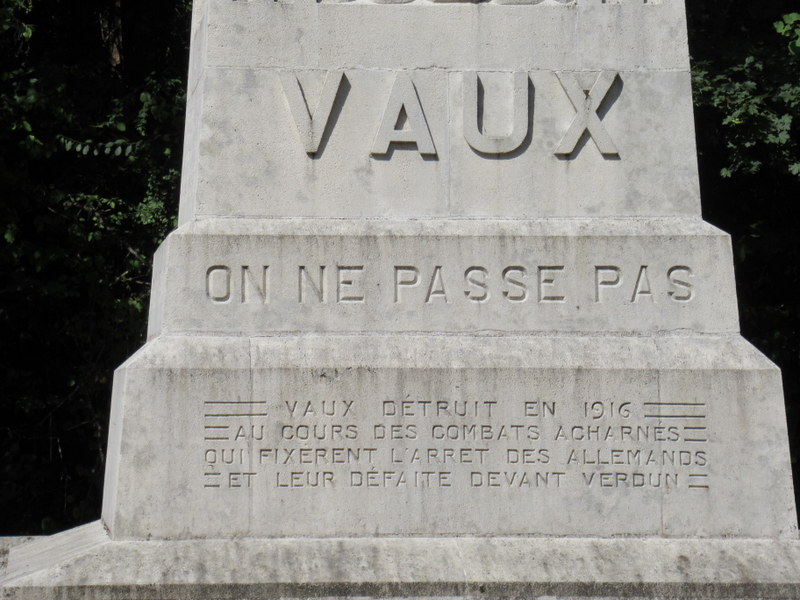 VAUX
ON NE PASSE PAS
VAUX DÉTRUIT EN 1916
AU COURS DES COMBATS ACHARNÉS
QUI FIXÈRENT L'ARRET DES ALLEMANDS
ET LEUR DÉFAITE DEVANT VERDUN